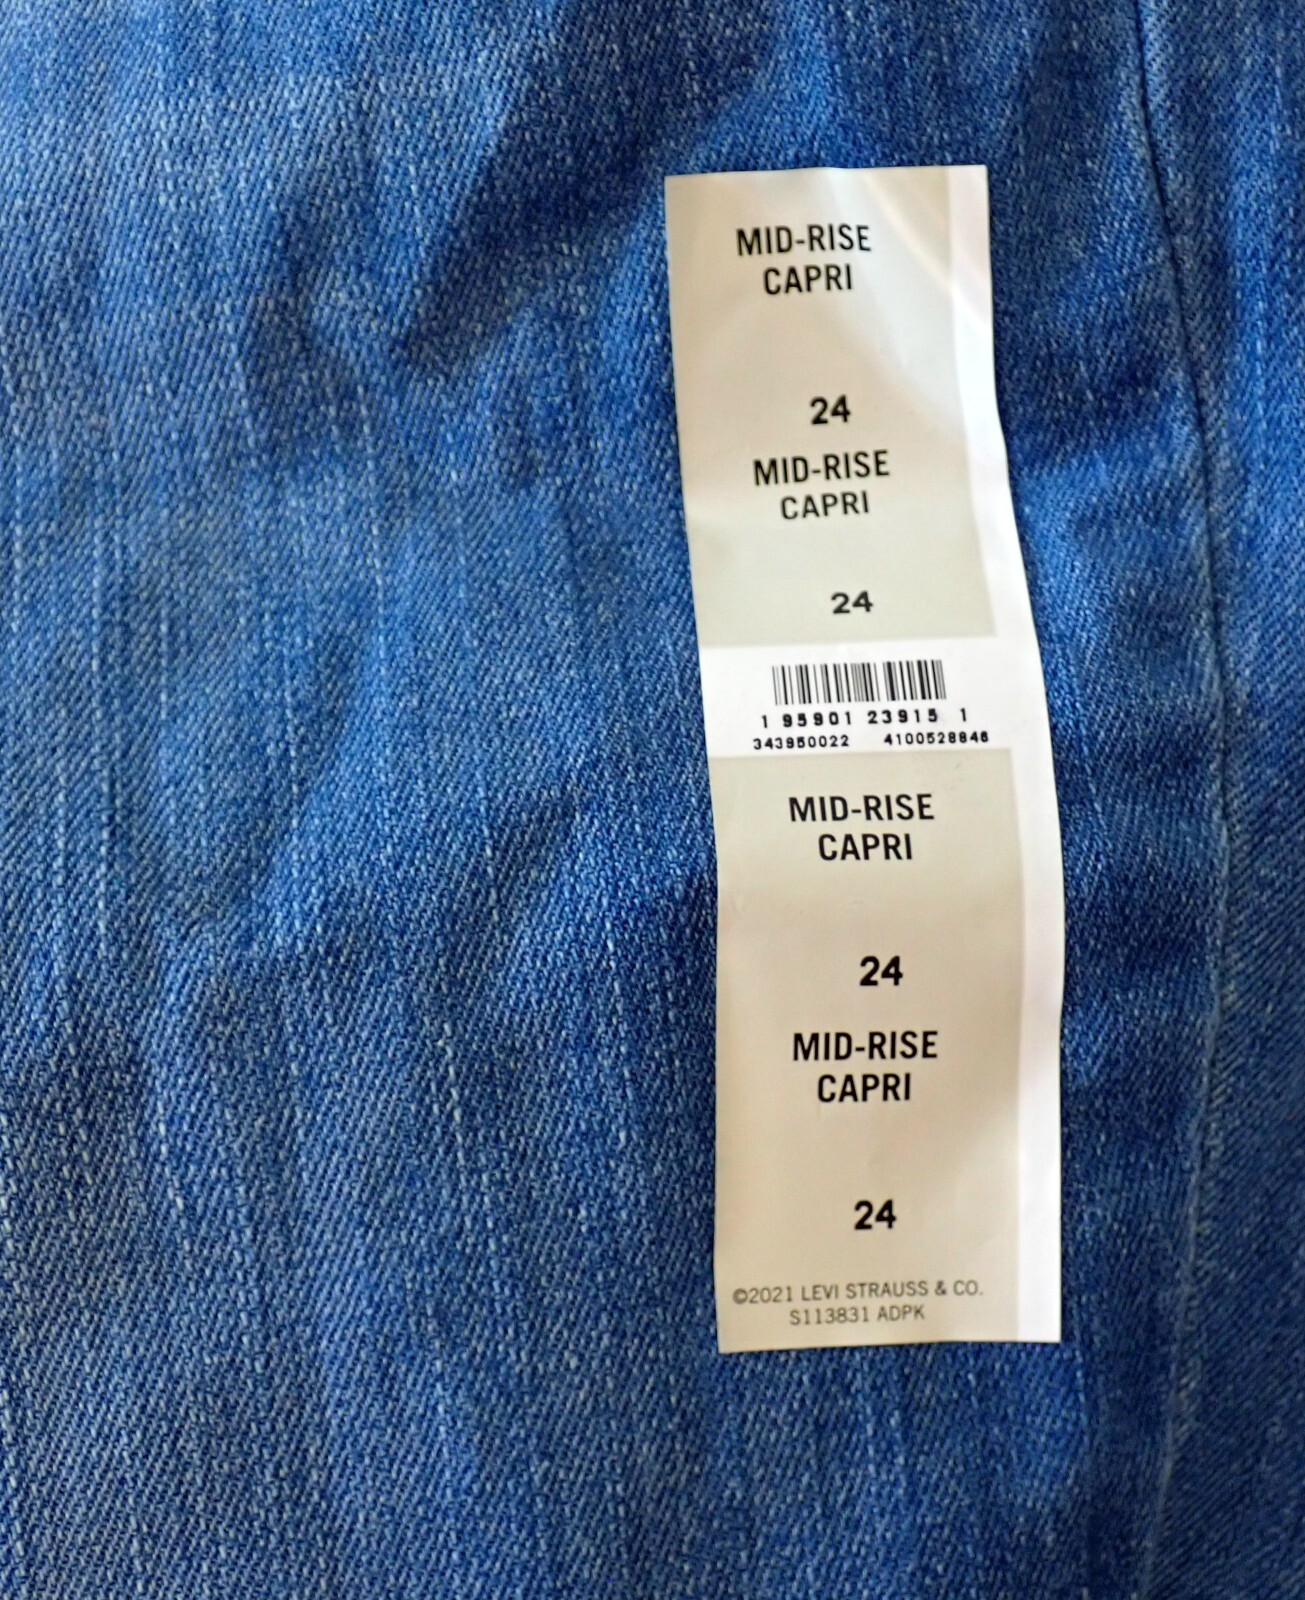 MID-RISE
CAPRI
24
MID-RISE
CAPRI
24
1 95901 23915 1
343950022 4100528846
MID-RISE
CAPRI
24
MID-RISE
CAPRI
24
©2021 LEVI STRAUSS & CO.
S113831 ADPK